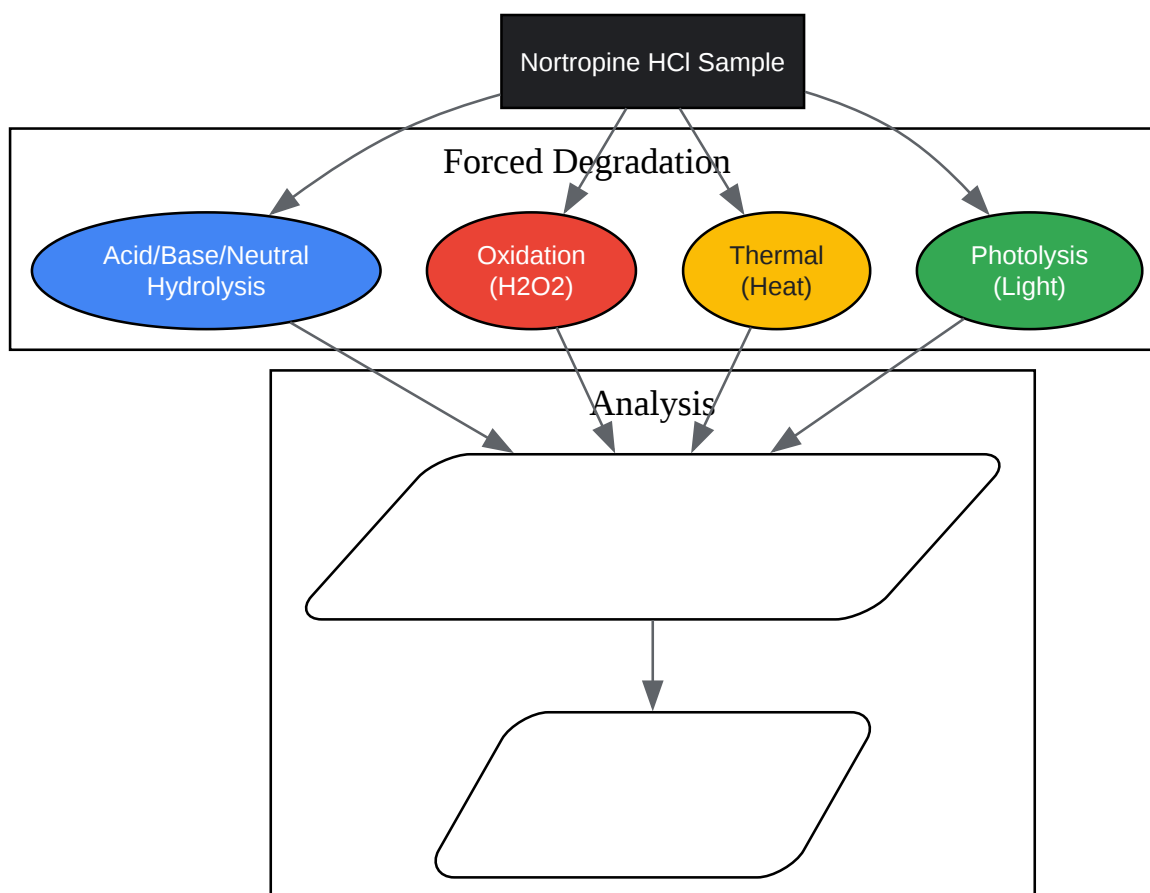 Nortropine HCl Sample
Forced Degradation
Acid/Base/Neutral
Hydrolysis
Oxidation
(H2O2)
Thermal
(Heat)
Photolysis
(Light)
Analysis